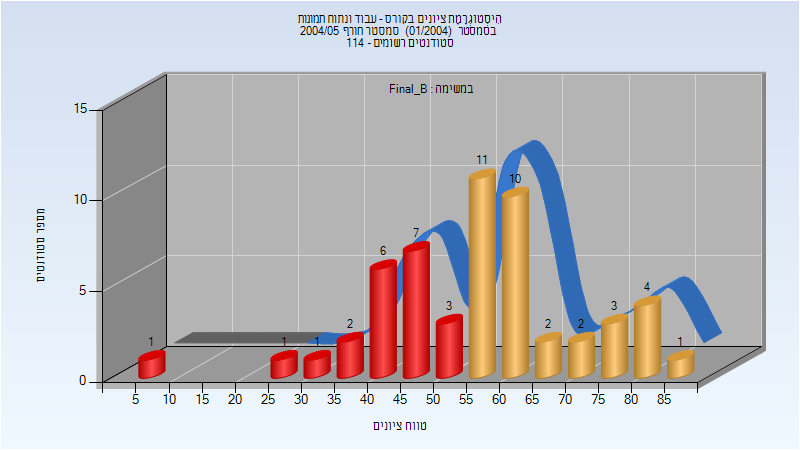 היסטוגרמת ציונים בקורס - עבוד ונתוח תמונות
בסמסטר (01/2004) סמסטר חורף 2004/05
סטודנטים רשומים - 114
במשימה : Final_B
מספר סטודנטים
15
10
5
0
1
1
1
2
6
7
3
11
10
2
2
3
4
1
5 10 15 20 25 30 35 40 45 50 55 60 65 70 75 80 85
טווח ציונים